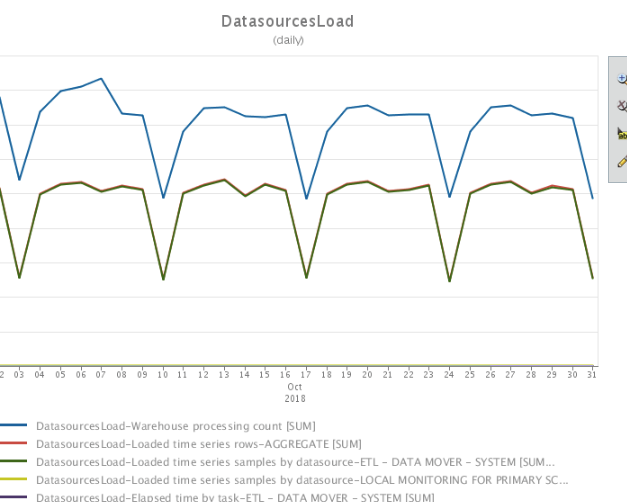 DatasourcesLoad
(daily)
2 03 04 05 06 07 08 09 10 11 12 13 14 15 16 17 18 19 20 21 22 23 24 25 26 27 28 29 30 31
Oct
2018
DatasourcesLoad-Warehouse processing count [SUM]
DatasourcesLoad-Loaded time series rows-AGGREGATE [SUM]
DatasourcesLoad-Loaded time series samples by datasource-ETL - DATA MOVER - SYSTEM [SUM...
DatasourcesLoad-Loaded time series samples by datasource-LOCAL MONITORING FOR PRIMARY SC...
DatasourcesLoad-Elapsed time by task-ETL - DATA MOVER - SYSTEM [SUM]